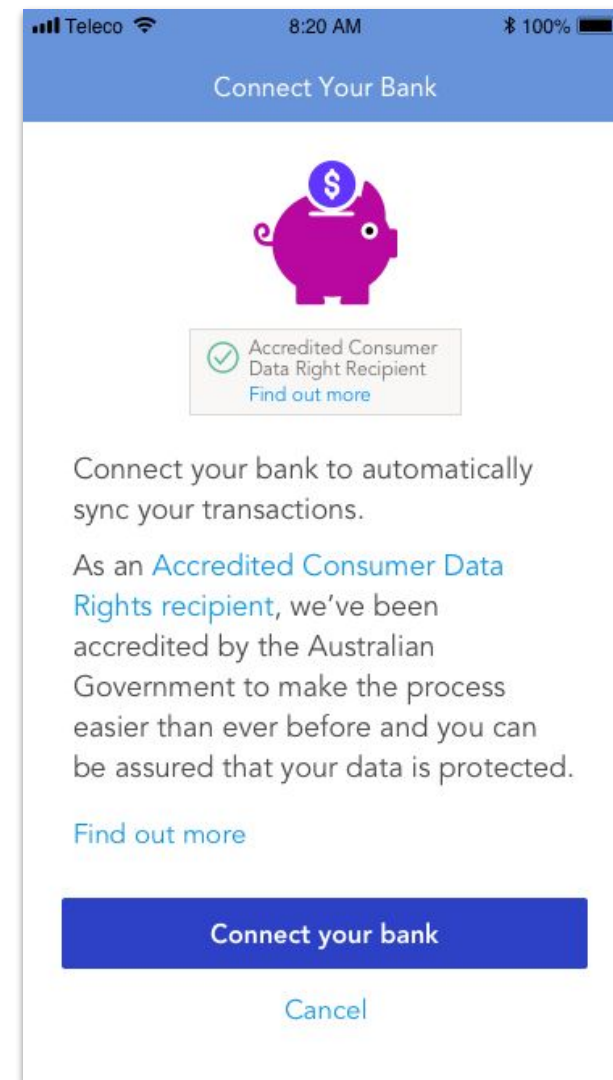 Teleco 8:20 AM 100%
Connect Your Bank
$
Accredited Consumer
Data Right Recipient
Find out more
Connect your bank to automatically
sync your transactions.
As an Accredited Consumer Data
Rights recipient, we’ve been
accredited by the Australian
Government to make the process
easier than ever before and you can
be assured that your data is protected.
Find out more
Connect your bank
Cancel